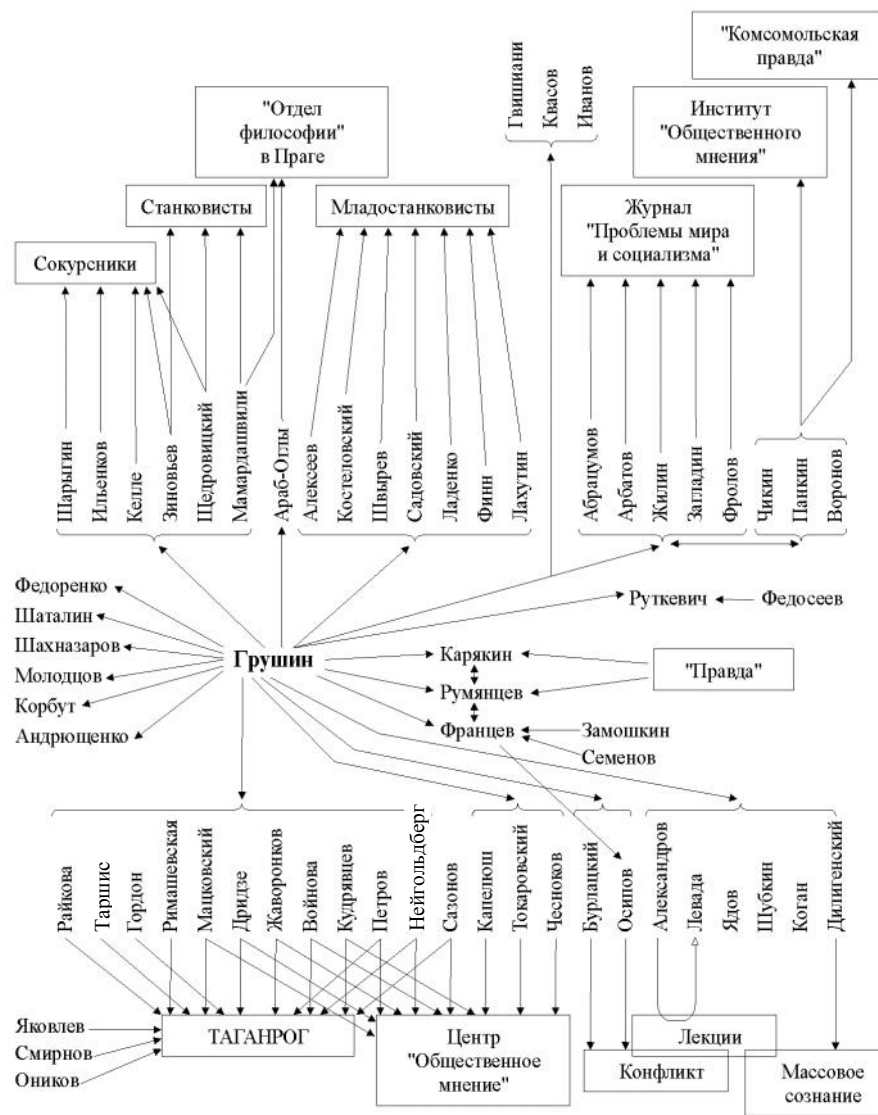 "Комсомольская
правда"
Гвишиани
Квасов
Иванов
"Отдел
философии"
в Праге
Институт
"Общественного
мнения"
Станковисты
Младостанковисты
Журнал
"Проблемы мира
и социализма"
Сокурсники
Шарыгин
Ильенков
Келле
Зиновьев
Щедровицкий
Мамардашвили
Араб-Оглы
Алексеев
Костеловский
Швырев
Садовский
Ладенко
Финн
Лахутин
Абрацумов
Арбатов
Жилин
Загладин
Фролов
Чикин
Панкин
Воронов
Федоренко
Шаталин
Шахназаров
Молодцов
Корбут
Андрющенко
Грушин
Руткевич
Федосеев
Карякин
Румянцев
"Правда"
Францев
Замошкин
Семенов
Райкова
Таршис
Гордон
Римашевская
Мацковский
Дридзе
Жаворонков
Войнова
Кудрявцев
Петров
Нейгольдберг
Сазонов
Капелюш
Токаровский
Чесноков
Бурлацкий
Осипов
Александров
Левада
Ядов
Шубкин
Коган
Дилигенский
Яковлев
Смирнов
Оников
ТАГАНРОГ
Центр
"Общественное
мнение"
Лекции
Конфликт
Массовое
сознание